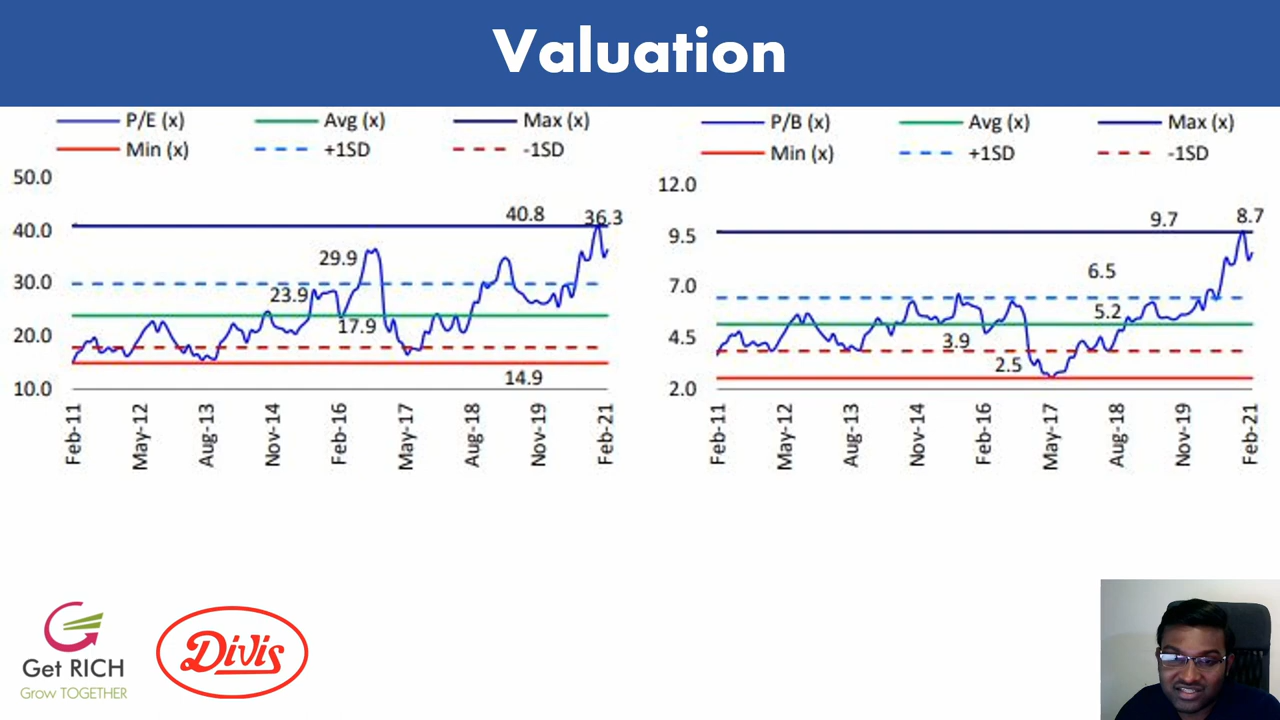 Valuation
P/E (x) Avg (x) Max (x)
Min (x) +1SD -1SD
50.0
40.0
30.0
20.0
10.0
40.8 36.3
29.9
23.9
17.9
14.9
Feb-11 May-12 Aug-13 Nov-14 Feb-16 May-17 Aug-18 Nov-19 Feb-21
P/B (x) Avg (x) Max (x)
Min (x) +1SD -1SD
12.0
9.5
7.0
4.5
2.0
9.7 8.7
6.5
5.2
3.9
2.5
Feb-11 May-12 Aug-13 Nov-14 Feb-16 May-17 Aug-18 Nov-19 Feb-21
Get RICH
Grow TOGETHER
Divis